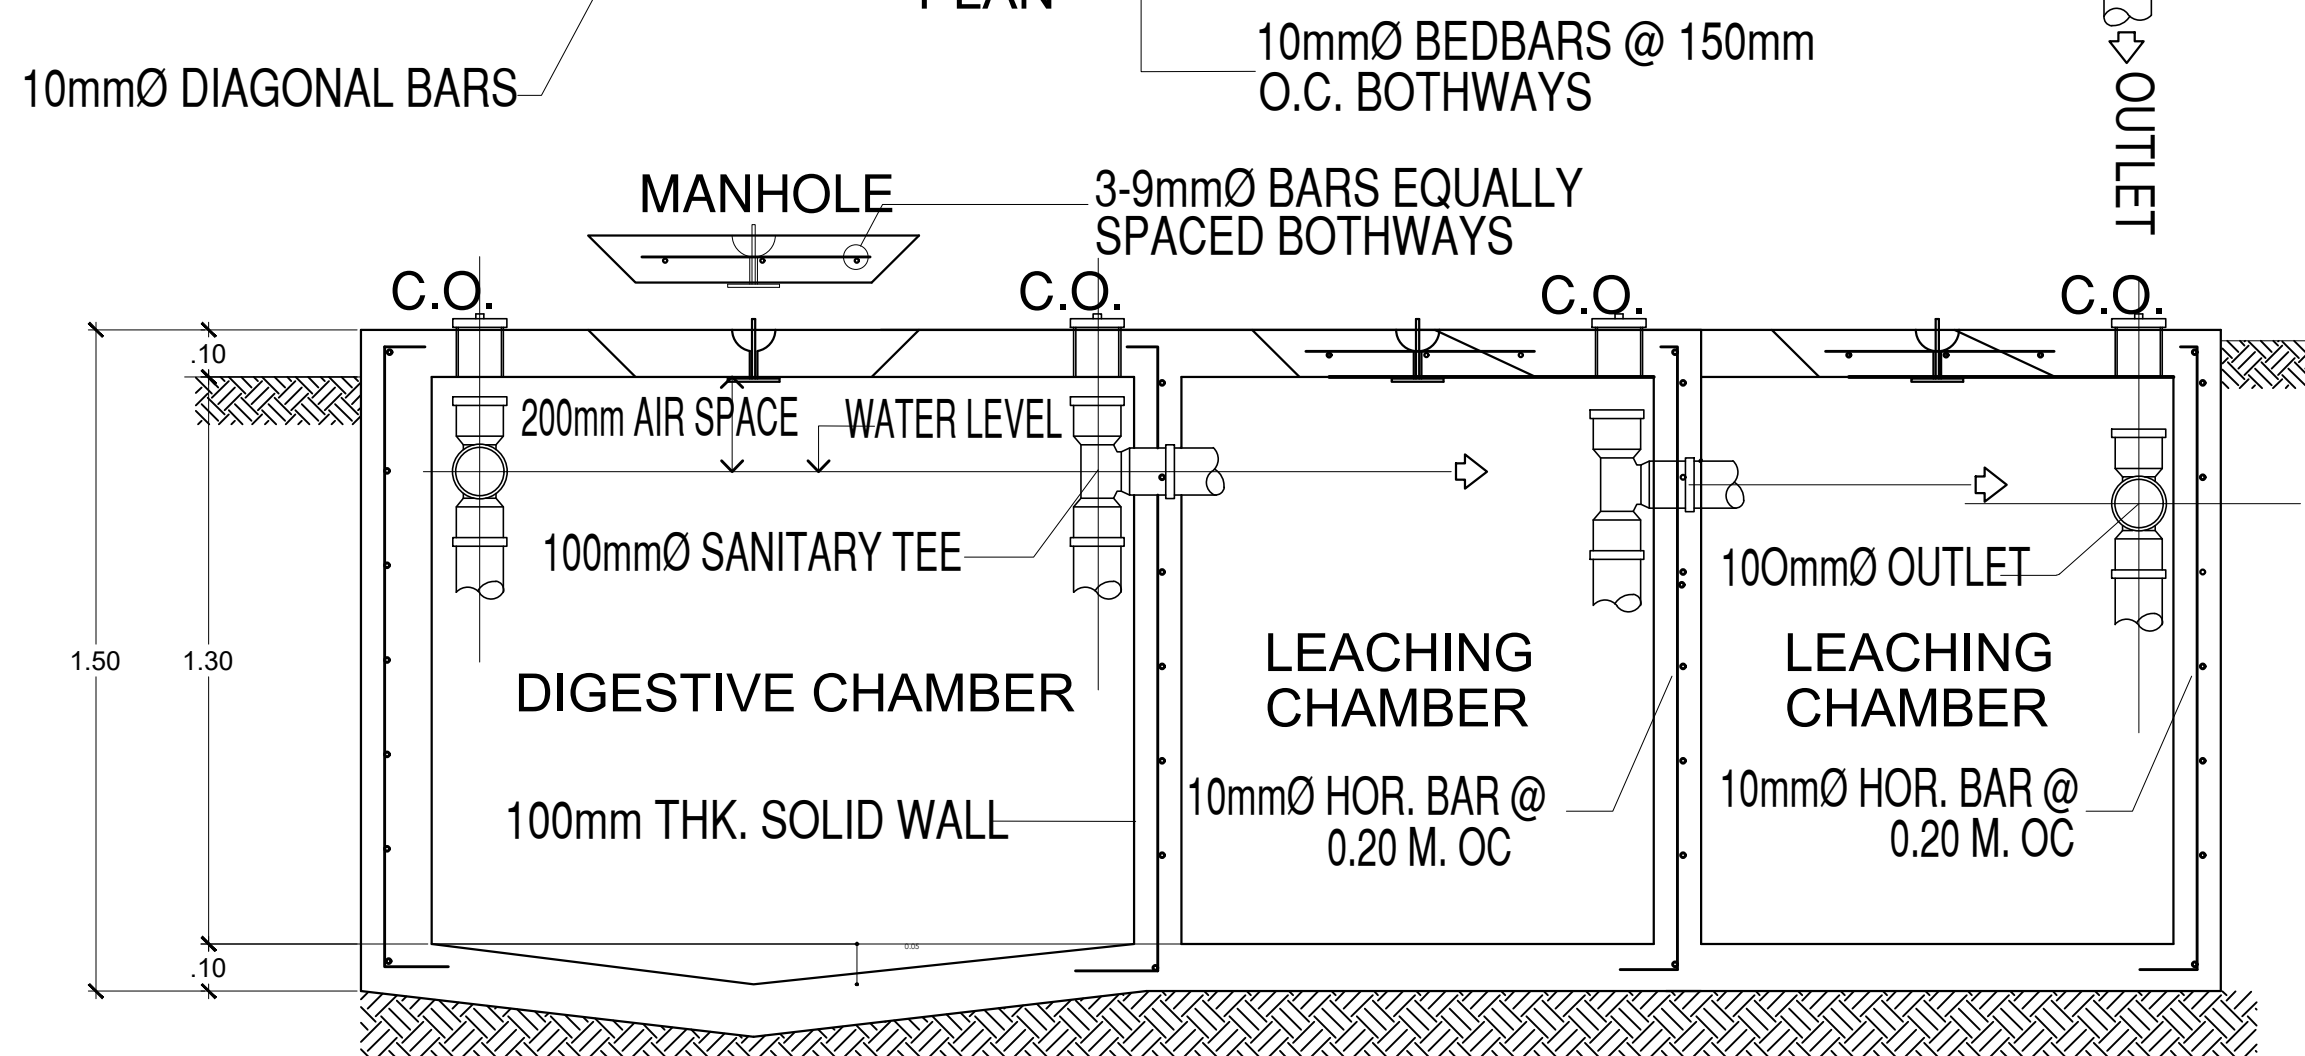 PLAN
10mmØ DIAGONAL BARS
10mmØ BEDBARS @ 150mm
O.C. BOTHWAYS
OUTLET
MANHOLE
3-9mmØ BARS EQUALLY
SPACED BOTHWAYS
C.O.
C.O.
C.O.
C.O.
.10
200mm AIR SPACE
WATER LEVEL
100mmØ SANITARY TEE
10OmmØ OUTLET
1.50
1.30
DIGESTIVE CHAMBER
LEACHING
CHAMBER
LEACHING
CHAMBER
100mm THK. SOLID WALL
10mmØ HOR. BAR @
0.20 M. OC
10mmØ HOR. BAR @
0.20 M. OC
0.05
.10